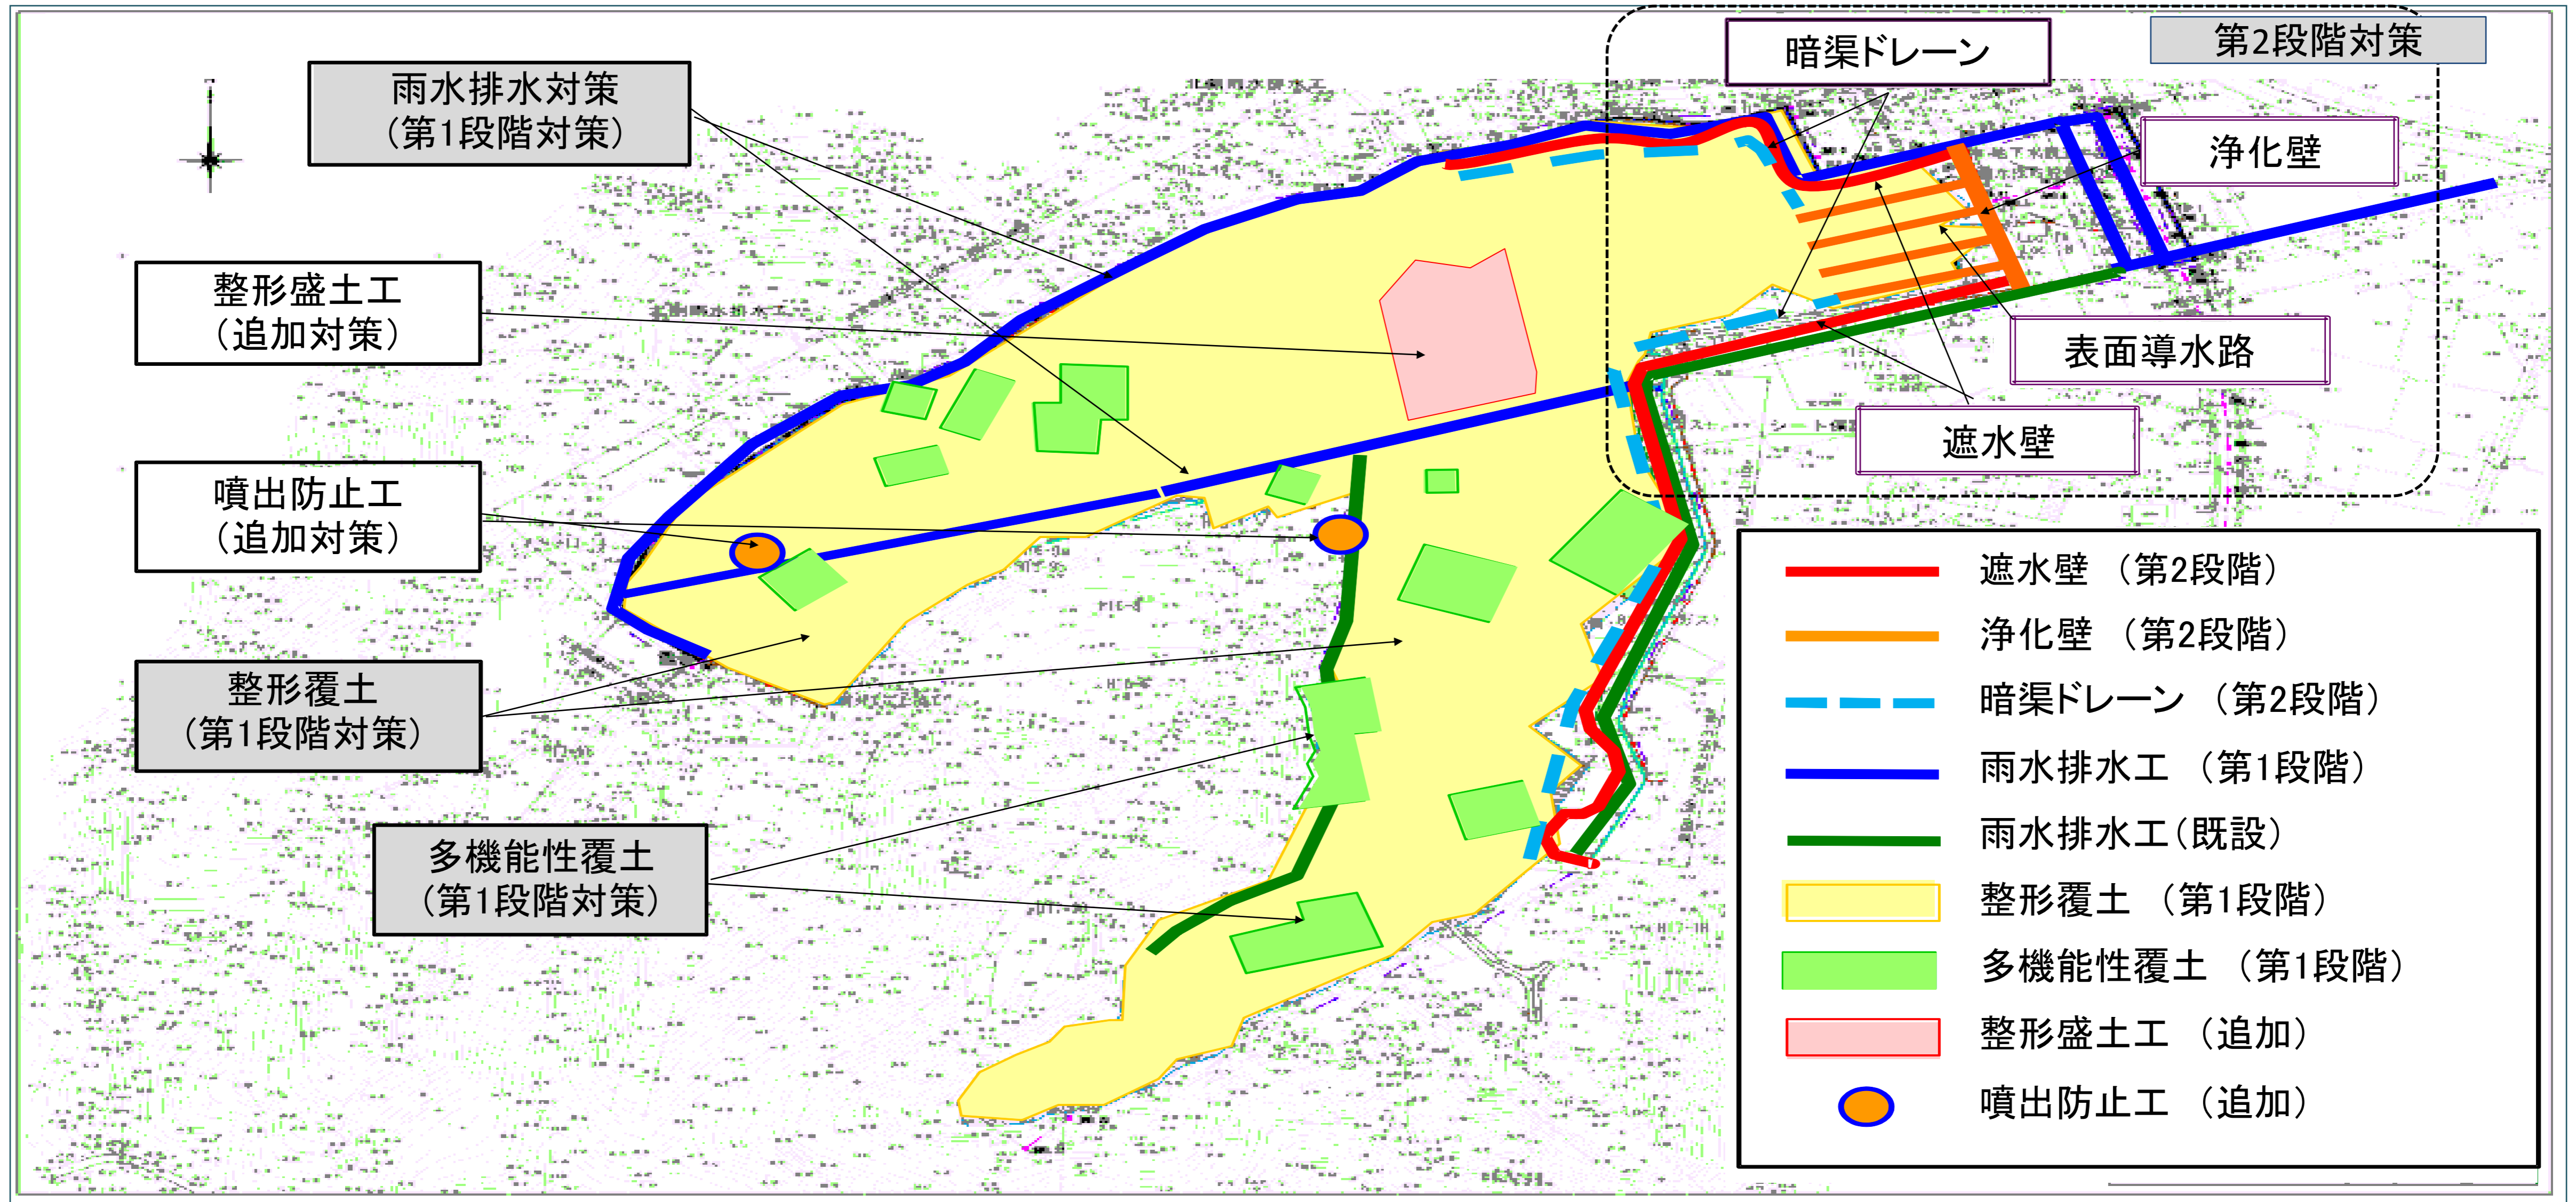 第2段階対策
暗渠ドレーン
雨水排水対策
(第1段階対策)
浄化壁
整形盛土工
(追加対策)
表面導水路
遮水壁
噴出防止工
(追加対策)
整形覆土
(第1段階対策)
多機能性覆土
(第1段階対策)
遮水壁 (第2段階)
浄化壁 (第2段階)
暗渠ドレーン (第2段階)
雨水排水工 (第1段階)
雨水排水工(既設)
整形覆土 (第1段階)
多機能性覆土 (第1段階)
整形盛土工 (追加)
噴出防止工 (追加)